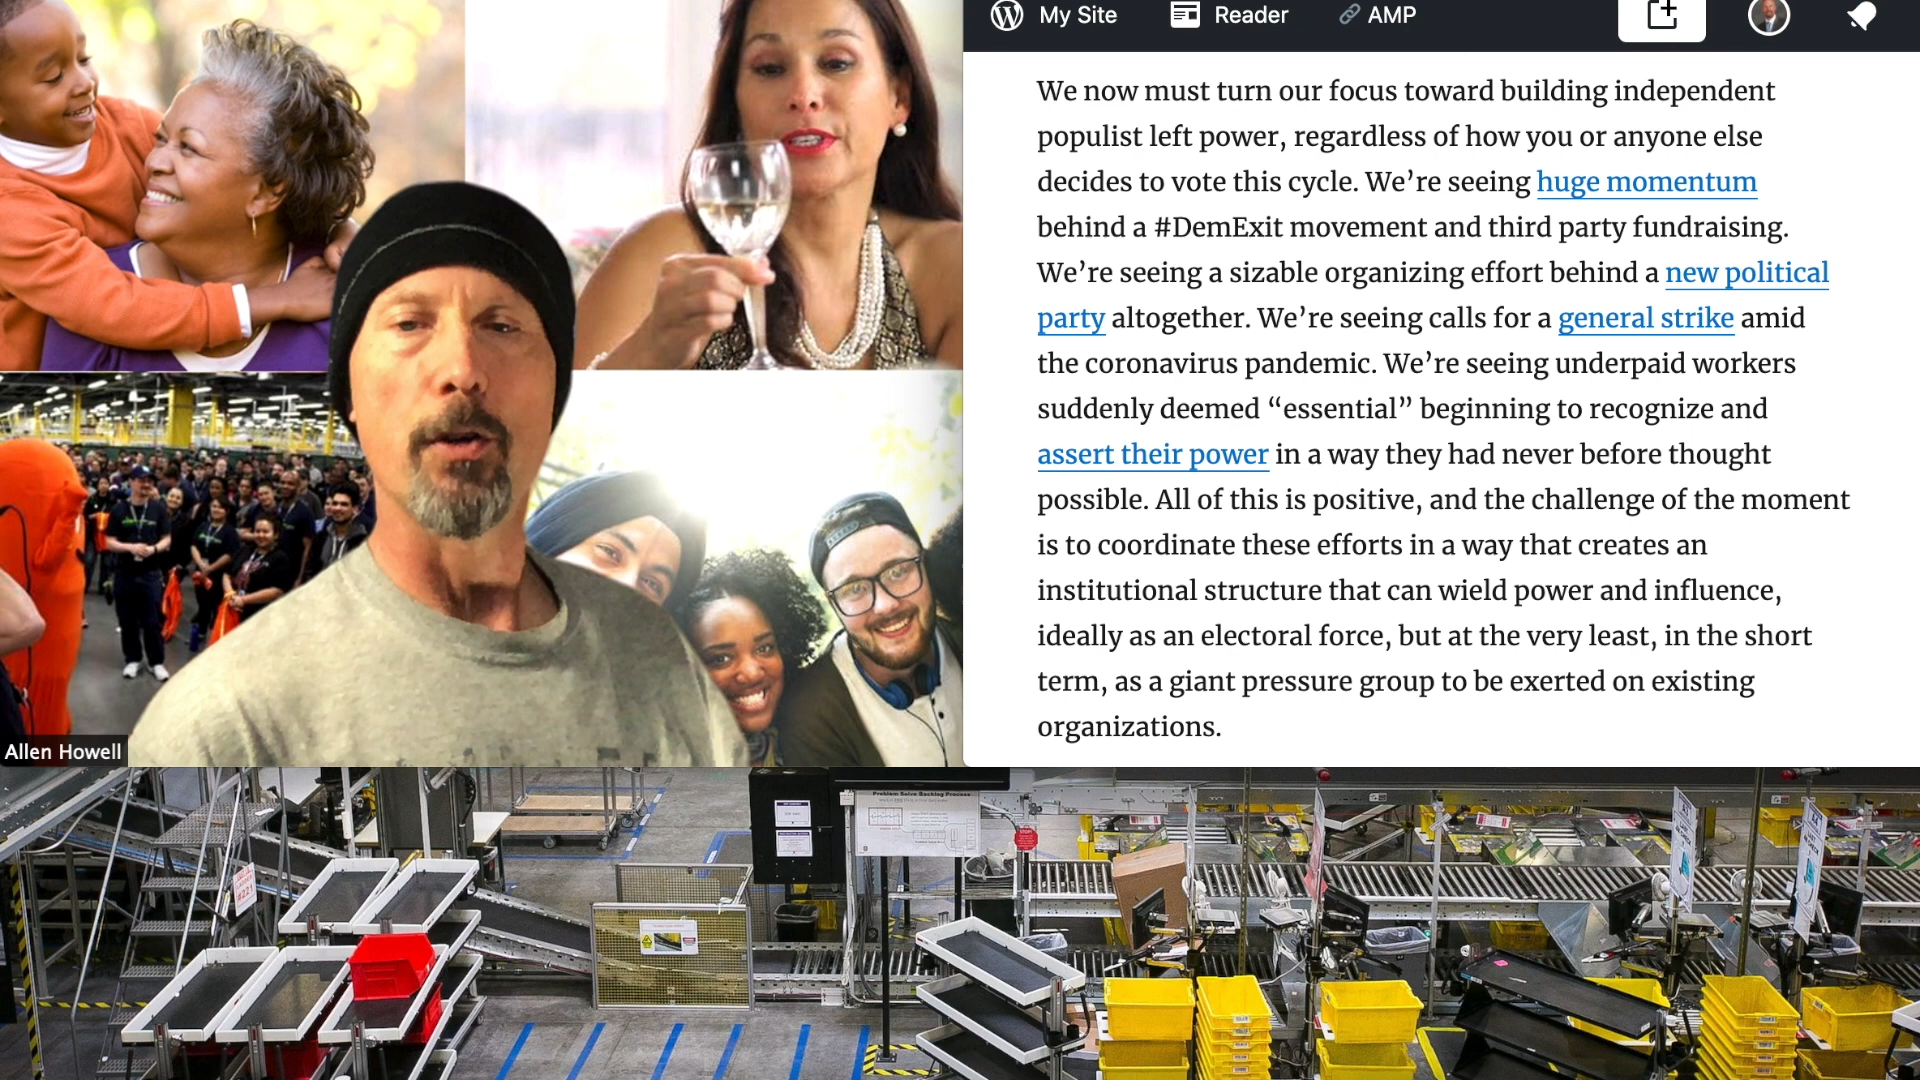 My Site
Reader
AMP
We now must turn our focus toward building independent
populist left power, regardless of how you or anyone else
decides to vote this cycle. We’re seeing huge momentum
behind a #DemExit movement and third party fundraising.
We’re seeing a sizable organizing effort behind a new political
party altogether. We’re seeing calls for a general strike amid
the coronavirus pandemic. We’re seeing underpaid workers
suddenly deemed “essential” beginning to recognize and
assert their power in a way they had never before thought
possible. All of this is positive, and the challenge of the moment
is to coordinate these efforts in a way that creates an
institutional structure that can wield power and influence,
ideally as an electoral force, but at the very least, in the short
term, as a giant pressure group to be exerted on existing
organizations.
Allen Howell
Problem Solve Backing Process
STOP